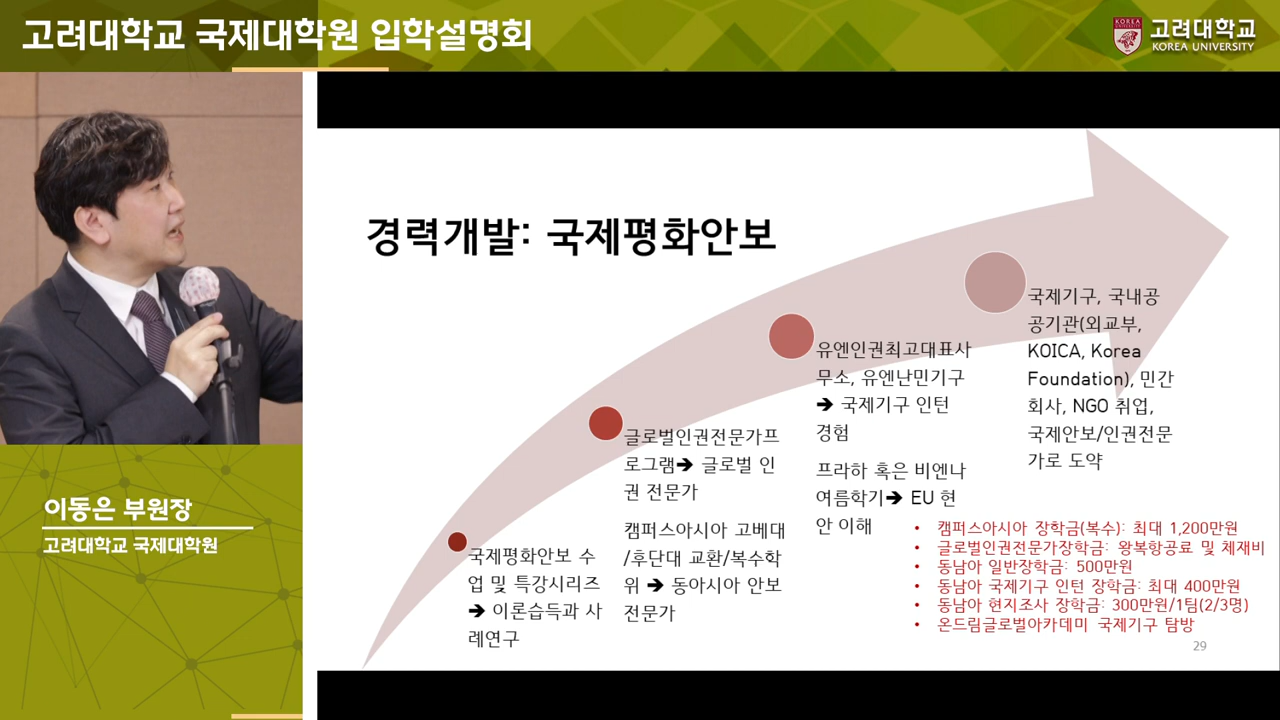 고려대학교 국제대학원 입학설명회
KOREA
UNIVERSITY
고려대학교
KOREA UNIVERSITY
이동은 부원장
고려대학교 국제대학원
경력개발: 국제평화안보
국제평화안보 수
업 및 특강시리즈
➔ 이론습득과 사
례연구
글로벌인권전문가프
로그램➔ 글로벌 인
권 전문가
캠퍼스아시아 고베대
/후단대 교환/복수학
위 ➔ 동아시아 안보
전문가
유엔인권최고대표사
무소, 유엔난민기구
➔ 국제기구 인턴
경험
프라하 혹은 비엔나
여름학기➔ EU 현
안 이해
국제기구, 국내공
공기관(외교부,
KOICA, Korea
Foundation), 민간
회사, NGO 취업,
국제안보/인권전문
가로 도약
• 캠퍼스아시아 장학금(복수): 최대 1,200만원
• 글로벌인권전문가장학금: 왕복항공료 및 체재비
• 동남아 일반장학금: 500만원
• 동남아 국제기구 인턴 장학금: 최대 400만원
• 동남아 현지조사 장학금: 300만원/1팀(2/3명)
• 온드림글로벌아카데미 국제기구 탐방
29